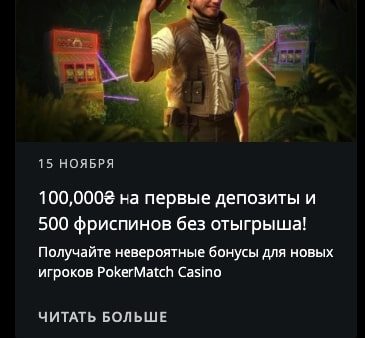 15 НОЯБРЯ
100,000₴ на первые депозиты и
500 фриспинов без отыгрыша!
Получайте невероятные бонусы для новых
игроков PokerMatch Casino
ЧИТАТЬ БОЛЬШЕ